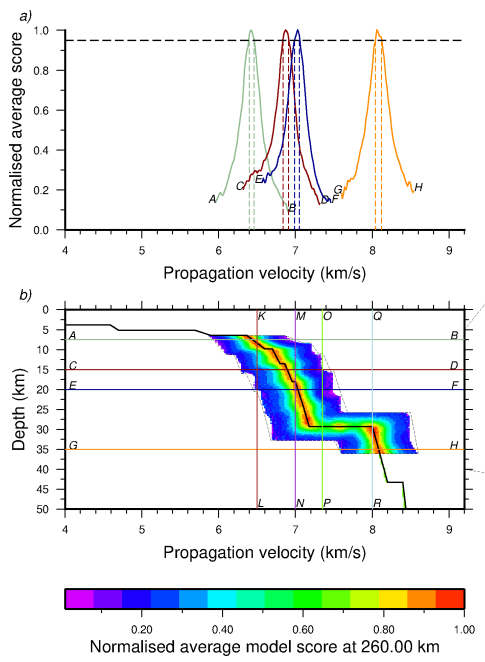 a)
Normalised average score
1.0
0.8
0.6
0.4
0.2
0.0
A
C
E
B
D
F
G
H
4 5 6 7 8 9
Propagation velocity (km/s)
b)
Depth (km)
0
5
10
15
20
25
30
35
40
45
50
K M O Q
A B
C D
E F
G H
L N P R
4 5 6 7 8 9
Propagation velocity (km/s)
0.20 0.40 0.60 0.80 1.00
Normalised average model score at 260.00 km